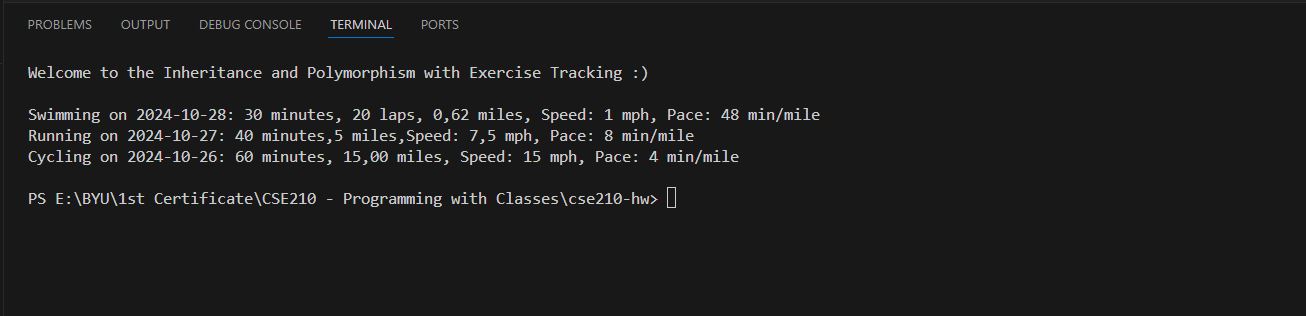 PROBLEMS OUTPUT DEBUG CONSOLE TERMINAL PORTS
Welcome to the Inheritance and Polymorphism with Exercise Tracking :)
Swimming on 2024-10-28: 30 minutes, 20 laps, 0,62 miles, Speed: 1 mph, Pace: 48 min/mile
Running on 2024-10-27: 40 minutes,5 miles,Speed: 7,5 mph, Pace: 8 min/mile
Cycling on 2024-10-26: 60 minutes, 15,00 miles, Speed: 15 mph, Pace: 4 min/mile
PS E:\BYU\1st Certificate\CSE210 - Programming with Classes\cse210-hw>